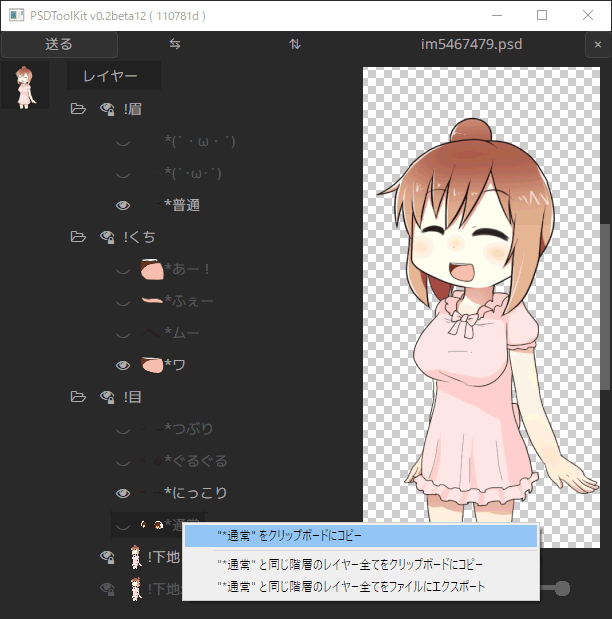 PSDToolKit v0.2beta12 ( 110781d )
送る ⇆ ⇅ im5467479.psd ×
レイヤー
!眉
*(´・ω・`)
*(´･ω･`)
*普通
!くち
*あー！
*ふぇー
*ムー
*ワ
!目
*つぶり
*ぐるぐる
*にっこり
*通常
"*通常" をクリップボードにコピー
!下地
"*通常" と同じ階層のレイヤー全てをクリップボードにコピー
!下地
"*通常" と同じ階層のレイヤー全てをファイルにエクスポート